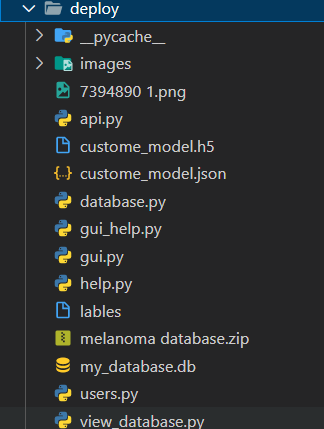 deploy
__pycache__
images
7394890 1.png
api.py
custome_model.h5
custome_model.json
database.py
gui_help.py
gui.py
help.py
lables
melanoma database.zip
my_database.db
users.py
view_database.py